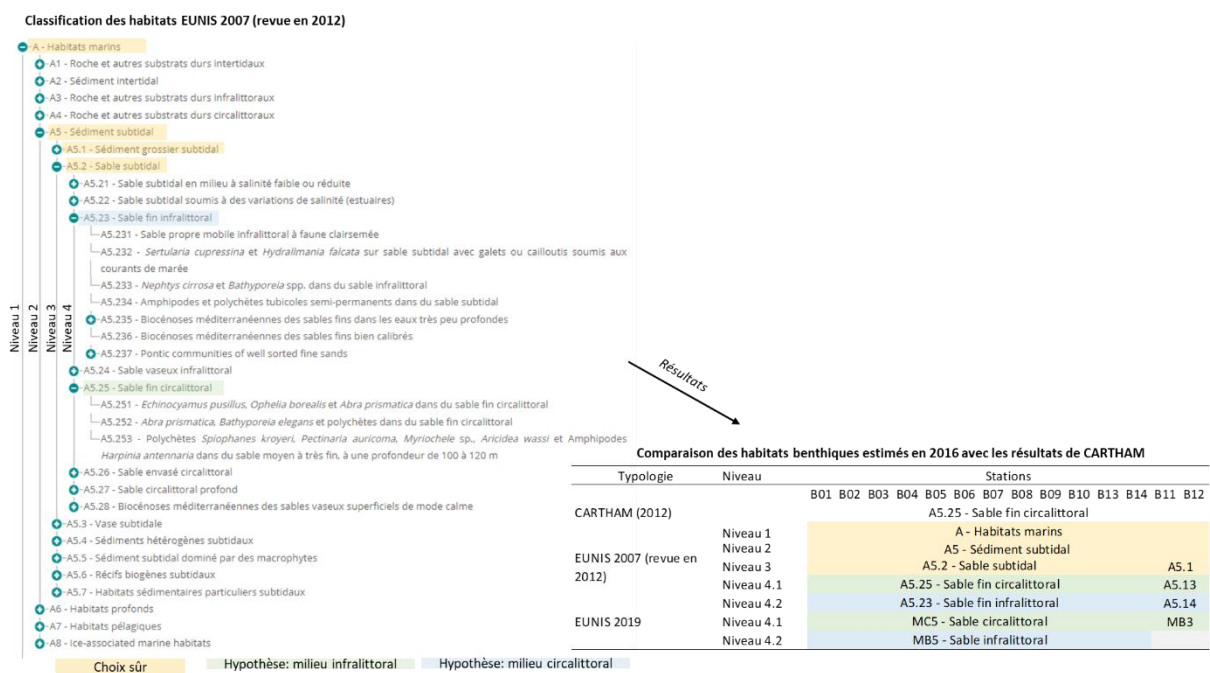 Classification des habitats EUNIS 2007 (revue en 2012)
A - Habitats marins
A1 - Roche et autres substrats durs intertidaux
A2 - Sédiment intertidal
A3 - Roche et autres substrats durs infralittoraux
A4 - Roche et autres substrats durs circalittoraux
A5 - Sédiment subtidal
A5.1 - Sédiment grossier subtidal
A5.2 - Sable subtidal
A5.21 - Sable subtidal en milieu à salinité faible ou réduite
A5.22 - Sable subtidal soumis à des variations de salinité (estuaires)
A5.23 - Sable fin infralittoral
A5.231 - Sable propre mobile infralittoral à faune clairsemée
A5.232 - Sertularia cupressina et Hydrallmania falcata sur sable subtidal avec galets ou cailloutis soumis aux
courants de marée
A5.233 - Nephtys cirrosa et Bathyporeia spp. dans du sable infralittoral
A5.234 - Amphipodes et polychètes tubicoles semi-permanents dans du sable subtidal
A5.235 - Biocénoses méditerranéennes des sables fins dans les eaux très peu profondes
A5.236 - Biocénoses méditerranéennes des sables fins bien calibrés
A5.237 - Pontic communities of well sorted fine sands
A5.24 - Sable vaseux infralittoral
A5.25 - Sable fin circalittoral
A5.251 - Echinocyamus pusillus, Ophelia borealis et Abra prismatica dans du sable fin circalittoral
A5.252 - Abra prismatica, Bathyporeia elegans et polychètes dans du sable fin circalittoral
A5.253 - Polychètes Spiophanes kroyeri, Pectinaria auricoma, Myriochele sp., Aricidea wassi et Amphipodes
Harpinia antennaria dans du sable moyen à très fin, à une profondeur de 100 à 120 m
A5.26 - Sable envasé circalittoral
A5.27 - Sable circalittoral profond
A5.28 - Biocénoses méditerranéennes des sables vaseux superficiels de mode calme
A5.3 - Vase subtidale
A5.4 - Sédiments hétérogènes subtidaux
A5.5 - Sédiment subtidal dominé par des macrophytes
A5.6 - Récifs biogènes subtidaux
A5.7 - Habitats sédimentaires particuliers subtidaux
A6 - Habitats profonds
A7 - Habitats pélagiques
A8 - Ice-associated marine habitats
Niveau 1
Niveau 2
Niveau 3
Niveau 4
Choix sûr
Hypothèse: milieu infralittoral
Hypothèse: milieu circalittoral
Résultats
Comparaison des habitats benthiques estimés en 2016 avec les résultats de CARTHAM
Typologie Niveau Stations
B01 B02 B03 B04 B05 B06 B07 B08 B09 B10 B13 B14 B11 B12
CARTHAM (2012) A5.25 - Sable fin circalittoral
EUNIS 2007 (revue en
2012)
Niveau 1 A - Habitats marins
Niveau 2 A5 - Sédiment subtidal
Niveau 3 A5.2 - Sable subtidal A5.1
Niveau 4.1 A5.25 - Sable fin circalittoral A5.13
Niveau 4.2 A5.23 - Sable fin infralittoral A5.14
EUNIS 2019 Niveau 4.1 MC5 - Sable circalittoral MB3
Niveau 4.2 MB5 - Sable infralittoral